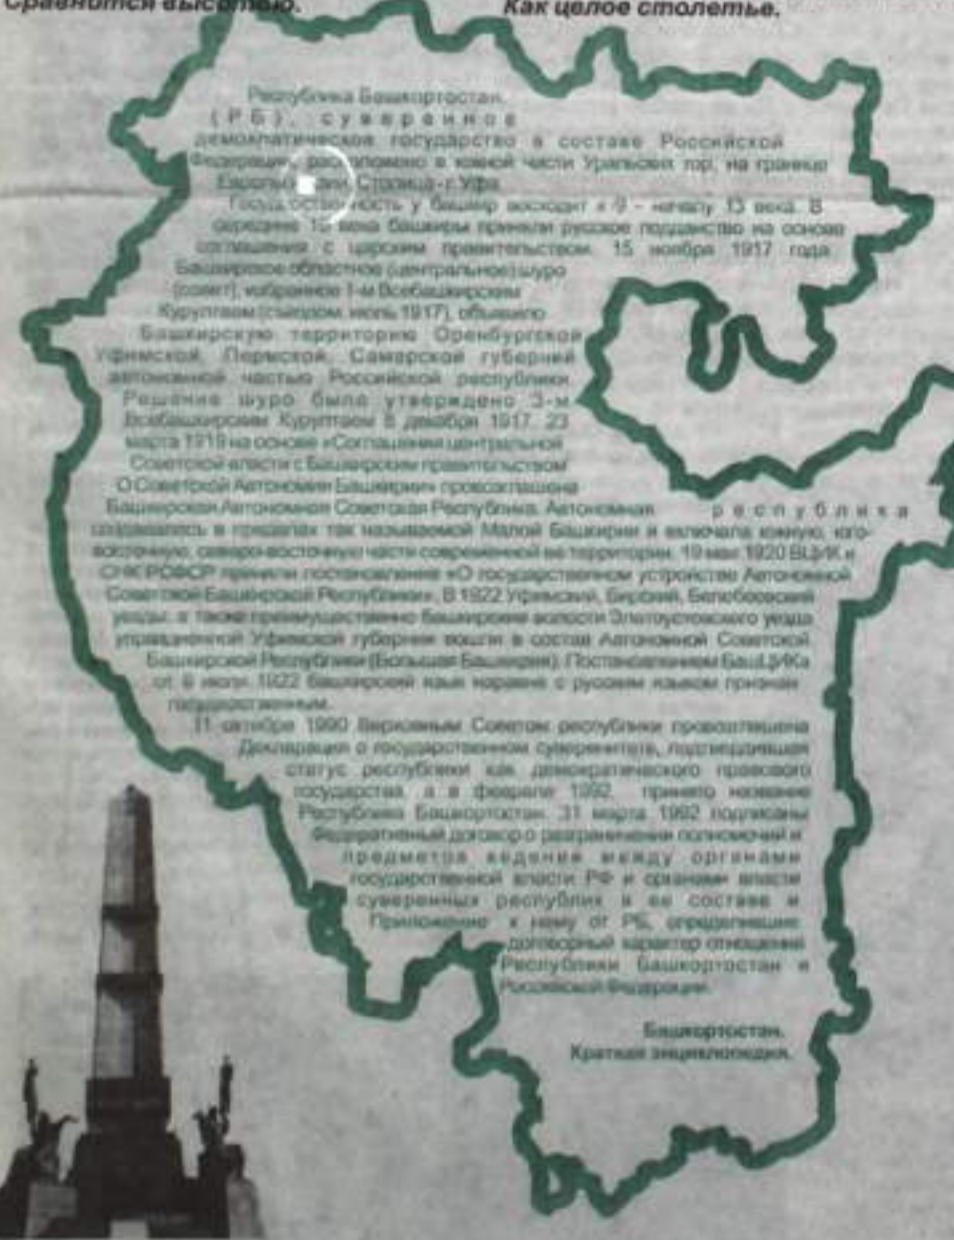 Сравнится высотою.
Как целое столетье.
Республика Башкортостан.
(РБ), суверенное
демократическое государство в составе Российской
Федерации, расположено в южной части Уральских гор, на границе
Европы и Азии. Столица - г. Уфа
Государственность у башкир восходит к 9 - началу 13 века. В
середине 16 века башкиры приняли русское подданство на основе
соглашения с царским правительством. 15 ноября 1917 года
Башкирское областное (центральное) шуро
(совет), избранное 1-м Всебашкирским
Курултаем (съездом, июль 1917), объявило
Башкирскую территорию Оренбургской
Уфимской, Пермской, Самарской губерний
автономной частью Российской республики
Решение шуро было утверждено 3-м
Всебашкирским Курултаем 8 декабря 1917. 23
марта 1919 на основе «Соглашения центральной
Советской власти с Башкирским правительством
О Советской Автономии Башкирии» провозглашена
Башкирская Автономная Советская Республика. Автономная республика
создавалась в пределах так называемой Малой Башкирии и включала южную, юго-
восточную, северо-восточную части современной ее территории. 19 мая 1920 ВЦИК и
СНК РСФСР приняли постановление «О государственном устройстве Автономной
Советской Башкирской Республики». В 1922 Уфимский, Бирский, Белебеевский
уезды, а также преимущественно башкирские волости Златоустовского уезда
упраздненной Уфимской губернии вошли в состав Автономной Советской
Башкирской Республики (Большая Башкирия). Постановлением БашЦИКа
от 6 июля 1922 башкирский язык наравне с русским языком признан
государственным.
11 октября 1990 Верховным Советом республики провозглашена
Декларация о государственном суверенитете, подтвердившая
статус республики как демократического правового
государства, а в феврале 1992, принято название
Республика Башкортостан. 31 марта 1992 подписаны
Федеративный договор о разграничении полномочий и
предметов ведения между органами
государственной власти РФ и органами власти
суверенных республик в ее составе и
Приложение к нему от РБ, определившие
договорный характер отношений
Республики Башкортостан и
Российской Федерации.
Башкортостан.
Краткая энциклопедия.